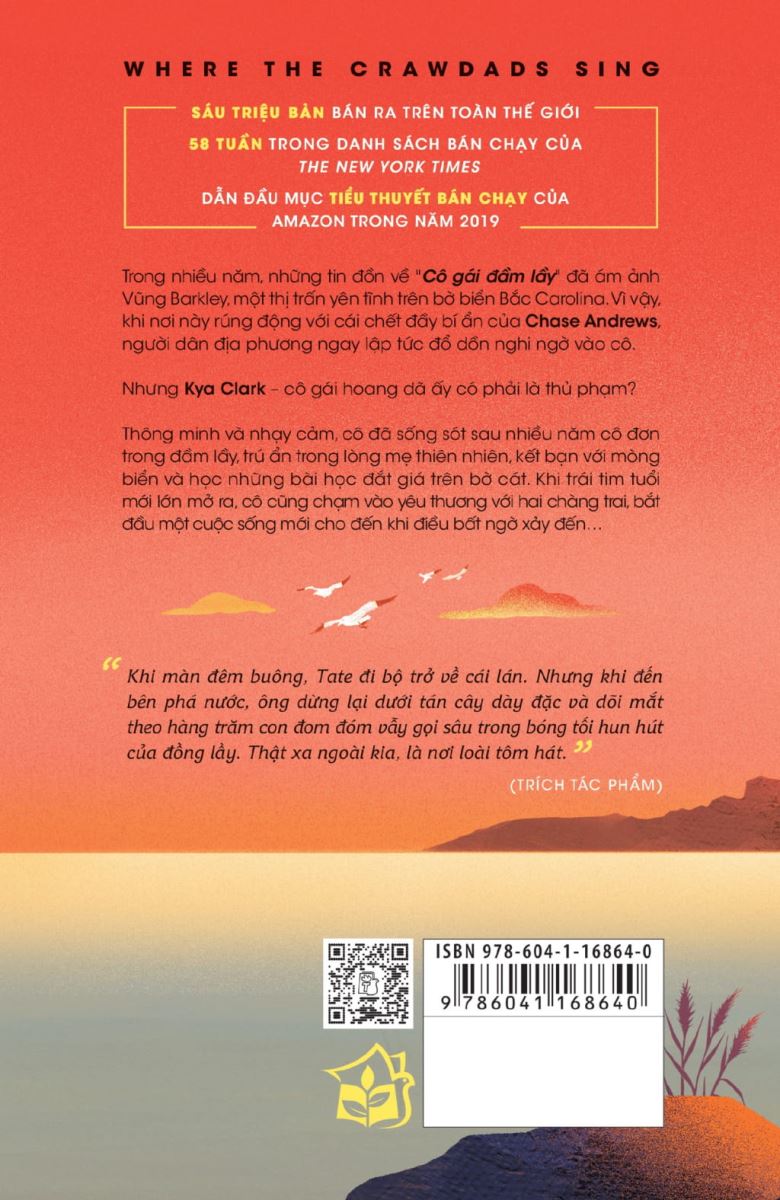 WHERE THE CRAWDADS SING
SÁU TRIỆU BẢN BÁN RA TRÊN TOÀN THẾ GIỚI
58 TUẦN TRONG DANH SÁCH BÁN CHẠY CỦA
THE NEW YORK TIMES
DẪN ĐẦU MỤC TIỂU THUYẾT BÁN CHẠY CỦA
AMAZON TRONG NĂM 2019
Trong nhiều năm, những tin đồn về "Cô gái đầm lầy" đã ám ảnh
Vũng Barkley, một thị trấn yên tĩnh trên bờ biển Bắc Carolina. Vì vậy,
khi nơi này rúng động với cái chết đầy bí ẩn của Chase Andrews,
người dân địa phương ngay lập tức đổ dồn nghi ngờ vào cô.
Nhưng Kya Clark – cô gái hoang dã ấy có phải là thủ phạm?
Thông minh và nhạy cảm, cô đã sống sót sau nhiều năm cô đơn
trong đầm lầy, trú ẩn trong lòng mẹ thiên nhiên, kết bạn với mòng
biển và học những bài học đắt giá trên bờ cát. Khi trái tim tuổi
mới lớn mở ra, cô cũng chạm vào yêu thương với hai chàng trai, bắt
đầu một cuộc sống mới cho đến khi điều bất ngờ xảy đến...
“ Khi màn đêm buông, Tate đi bộ trở về cái lán. Nhưng khi đến
bên phá nước, ông dừng lại dưới tán cây dày đặc và dõi mắt
theo hàng trăm con đom đóm vẫy gọi sâu trong bóng tối hun hút
của đồng lầy. Thật xa ngoài kia, là nơi loài tôm hát. ”
(TRÍCH TÁC PHẨM)
ISBN 978-604-1-16864-0
9 786041 168640